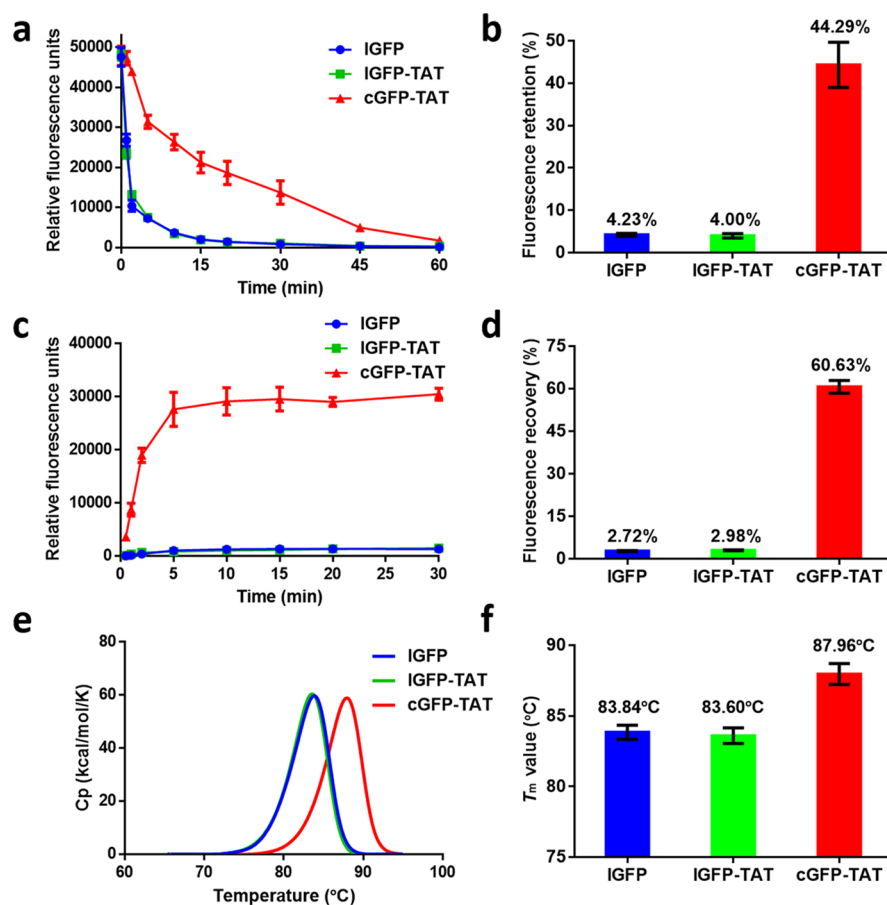 a
Relative fluorescence units
50000
40000
30000
20000
10000
0
0 15 30 45 60
Time (min)
lGFP
lGFP-TAT
cGFP-TAT
b
Fluorescence retention (%)
50
40
30
20
10
0
4.23%
4.00%
44.29%
lGFP lGFP-TAT cGFP-TAT
c
Relative fluorescence units
40000
30000
20000
10000
0
0 5 10 15 20 25 30
Time (min)
lGFP
lGFP-TAT
cGFP-TAT
d
Fluorescence recovery (%)
75
60
45
30
15
0
2.72%
2.98%
60.63%
lGFP lGFP-TAT cGFP-TAT
e
Cp (kcal/mol/K)
80
60
40
20
0
60 70 80 90 100
Temperature (°C)
lGFP
lGFP-TAT
cGFP-TAT
f
Tm value (°C)
90
85
80
75
83.84°C
83.60°C
87.96°C
lGFP lGFP-TAT cGFP-TAT